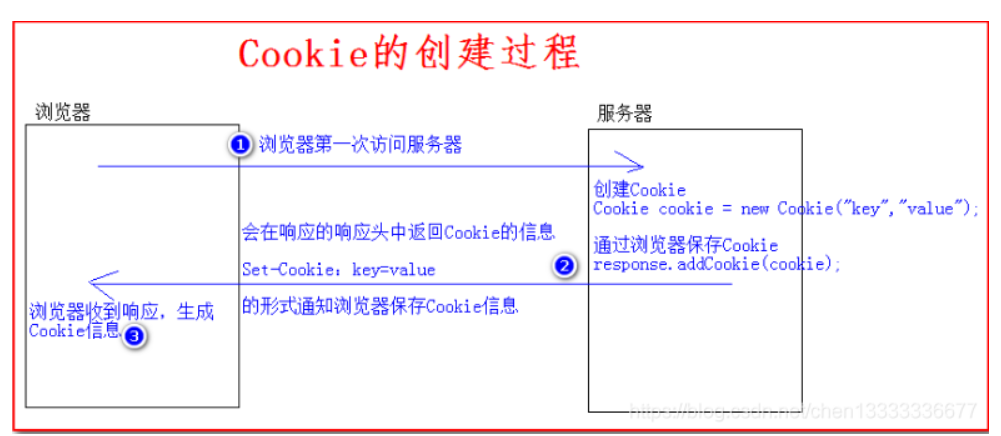 Cookie的创建过程
浏览器
服务器
1 浏览器第一次访问服务器
创建Cookie
Cookie cookie = new Cookie("key","value");
通过浏览器保存Cookie
response.addCookie(cookie);
会在响应的响应头中返回Cookie的信息
Set-Cookie: key=value
2
的形式通知浏览器保存Cookie信息
浏览器收到响应，生成
Cookie信息 3
https://blog.csdn.net/chen13333336677